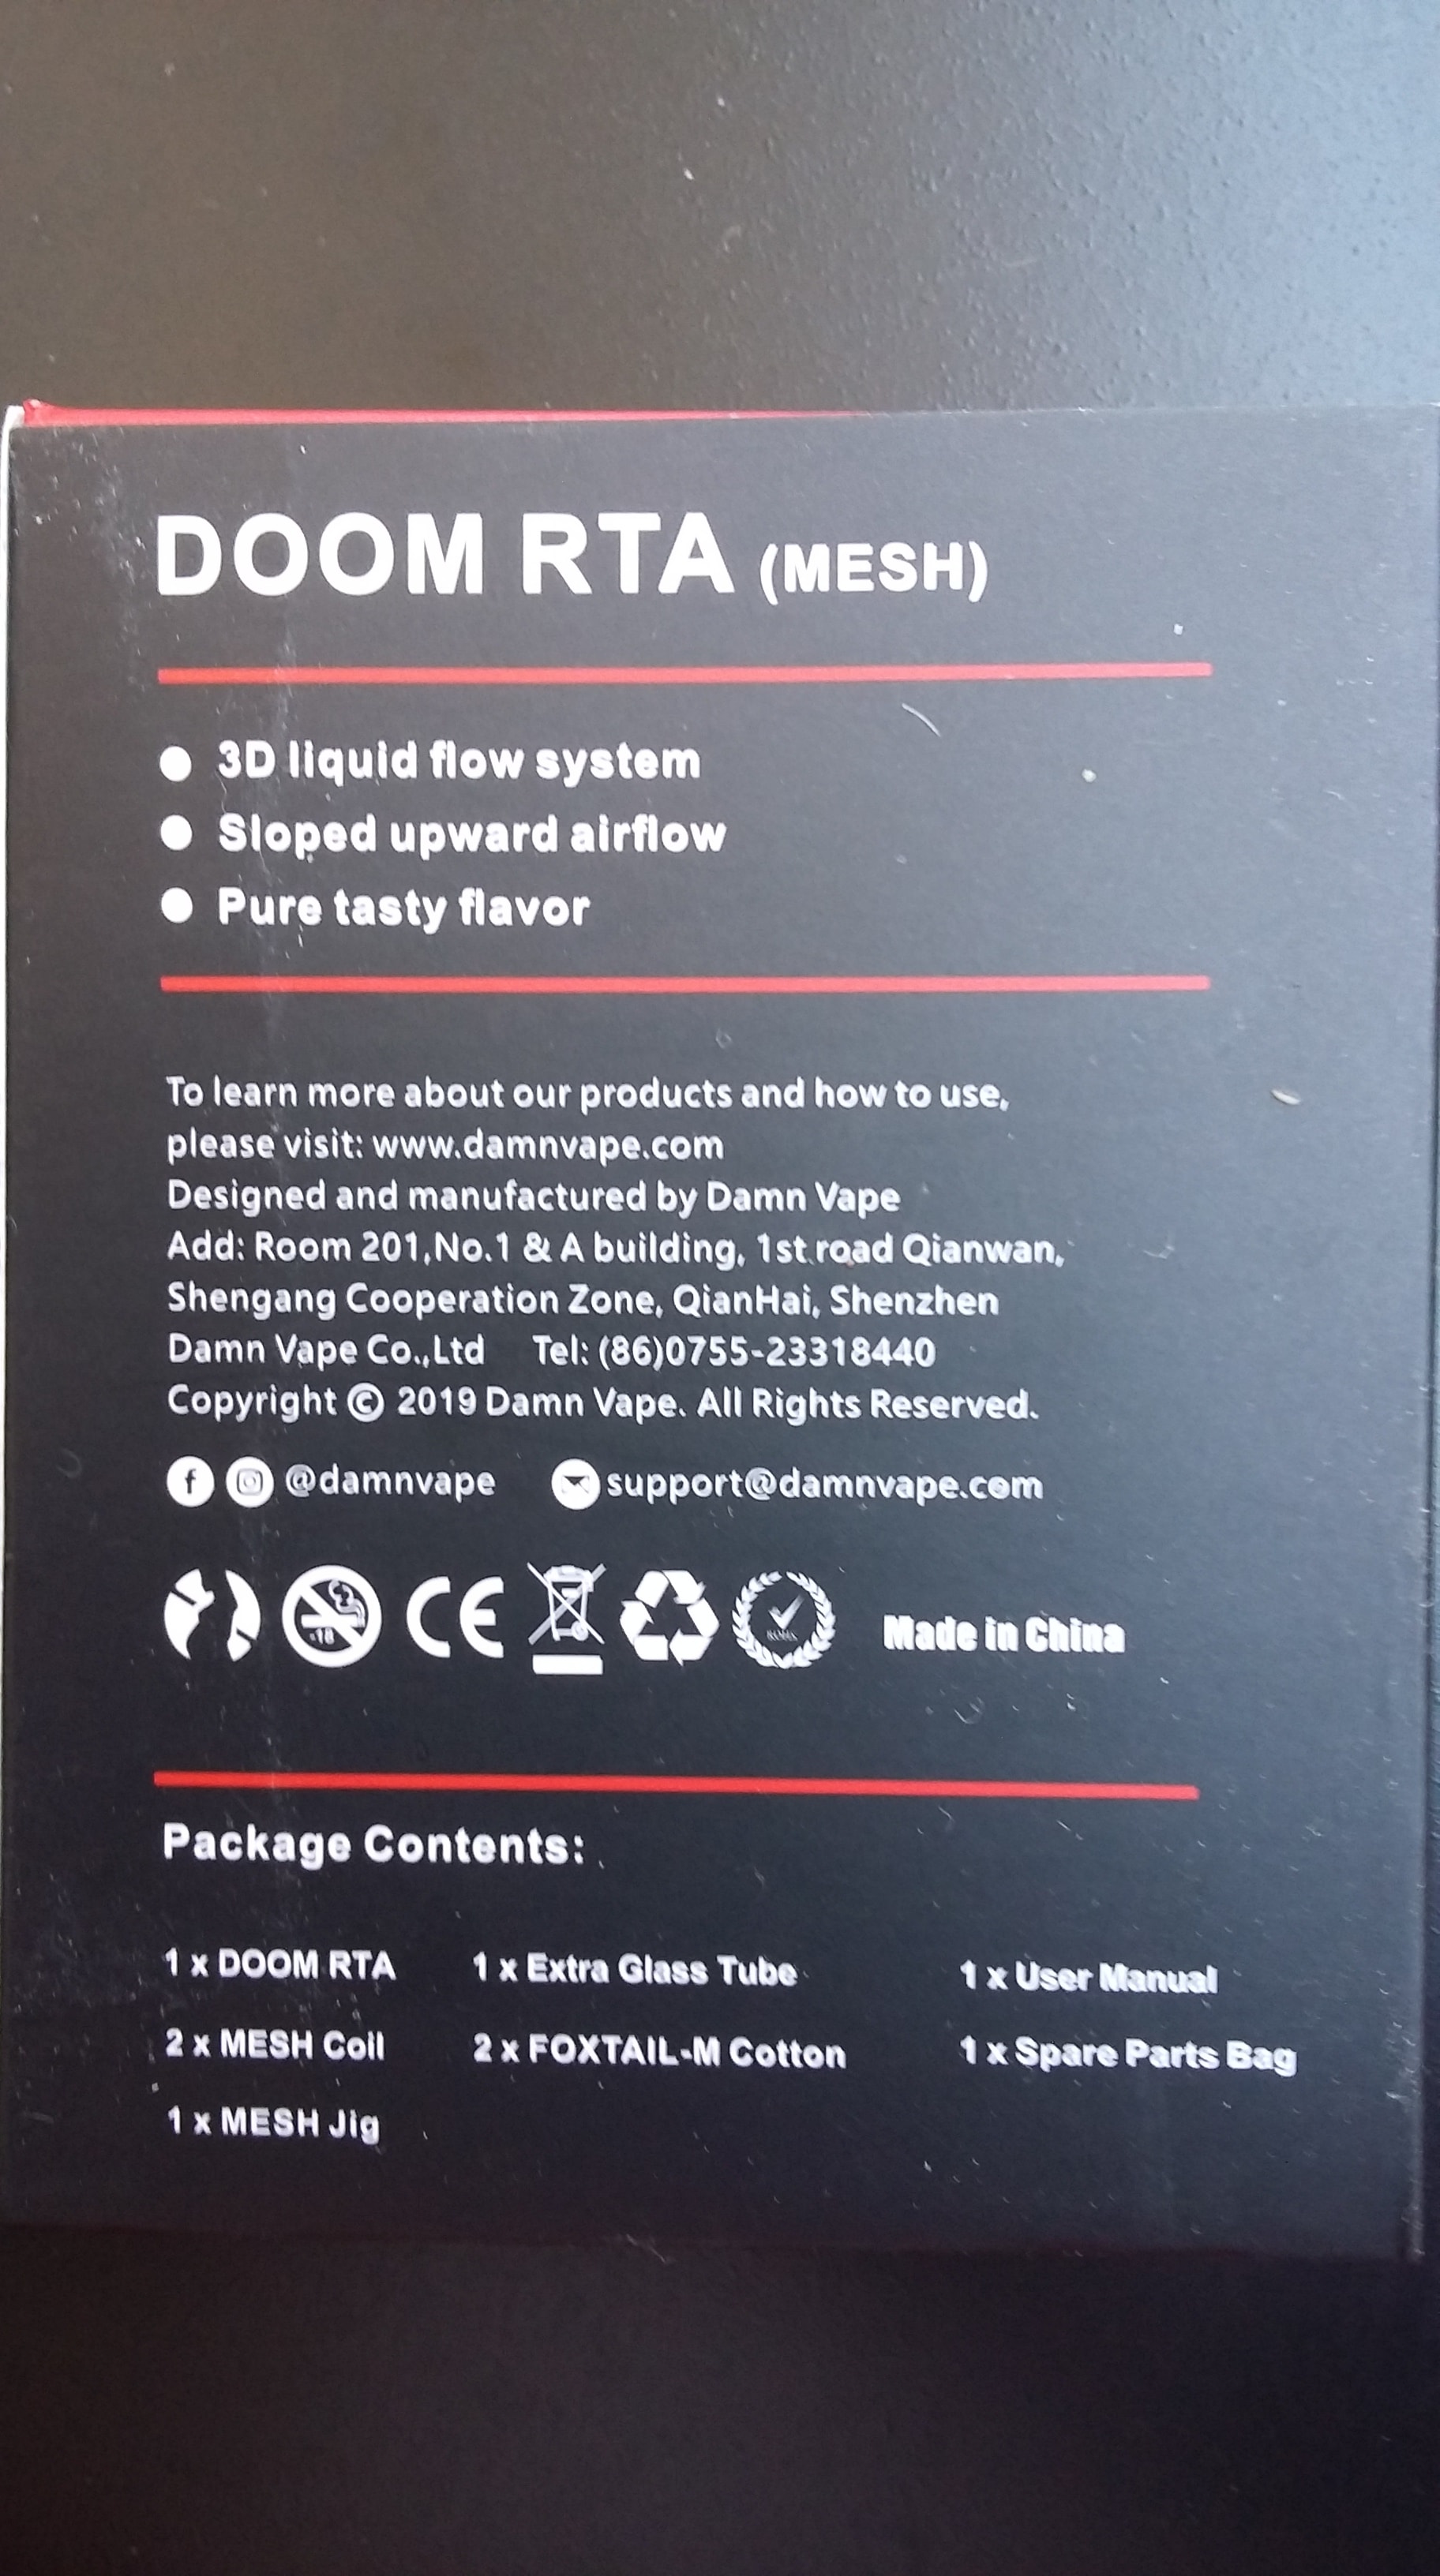 DOOM RTA (MESH)
● 3D liquid flow system
● Sloped upward airflow
● Pure tasty flavor
To learn more about our products and how to use,
please visit: www.damnvape.com
Designed and manufactured by Damn Vape
Add: Room 201,No.1 & A building, 1st road Qianwan,
Shengang Cooperation Zone, QianHai, Shenzhen
Damn Vape Co.,Ltd Tel: (86)0755-23318440
Copyright © 2019 Damn Vape. All Rights Reserved.
@damnvape support@damnvape.com
-18 CE Made in China
Package Contents:
1 x DOOM RTA 1 x Extra Glass Tube 1 x User Manual
2 x MESH Coil 2 x FOXTAIL-M Cotton 1 x Spare Parts Bag
1 x MESH Jig